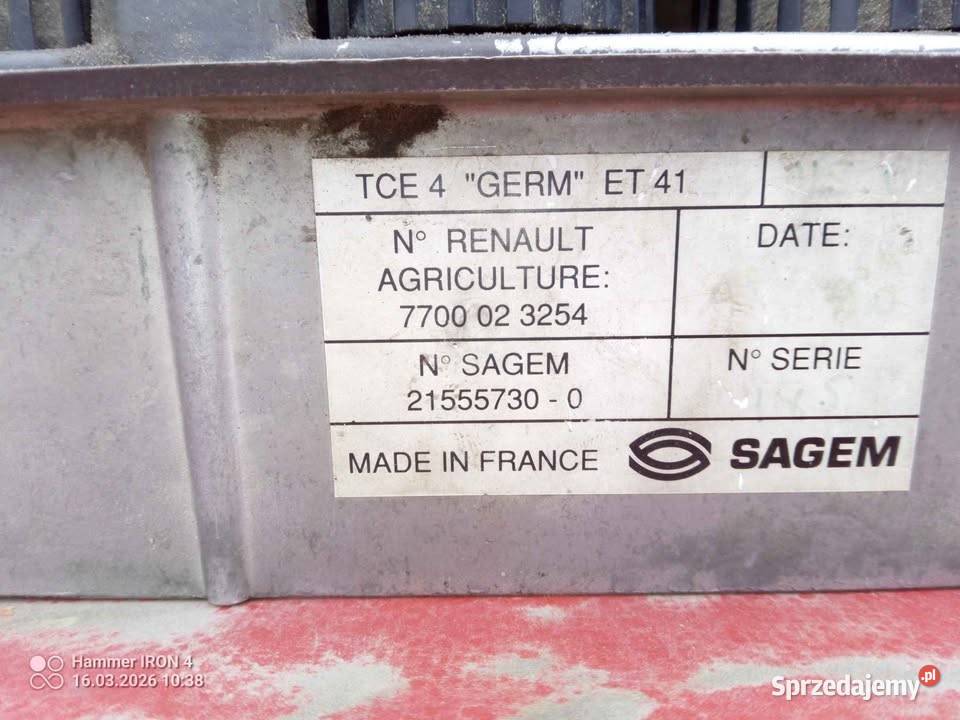 TCE 4 "GERM" ET 41
N° RENAULT
AGRICULTURE:
7700 02 3254
DATE:
N° SAGEM
21555730 - 0
N° SERIE
MADE IN FRANCE
SAGEM
Hammer IRON 4
16.03.2026 10:38
Sprzedajemy.pl